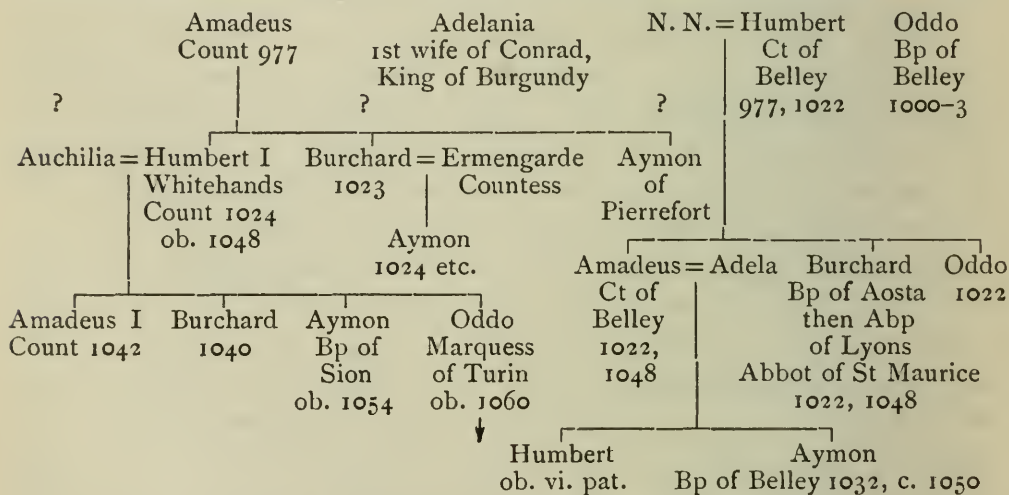 Amadeus Adelania N. N. = Humbert Oddo
Count 977 1st wife of Conrad, Ct of Bp of
King of Burgundy Belley Belley
? ? ? 977, 1022 1000-3
Auchilia = Humbert I Burchard = Ermengarde Aymon
Whitehands 1023 Countess of
Count 1024 Pierrefort
ob. 1048 Aymon
1024 etc. Amadeus = Adela Burchard Oddo
Ct of Bp of Aosta 1022
Amadeus I Burchard Aymon Oddo Belley then Abp
Count 1042 1040 Bp of Marquess 1022, of Lyons
Sion of Turin 1048 Abbot of St Maurice
ob. 1054 ob. 1060 1022, 1048
Humbert Aymon
ob. vi. pat. Bp of Belley 1032, c. 1050